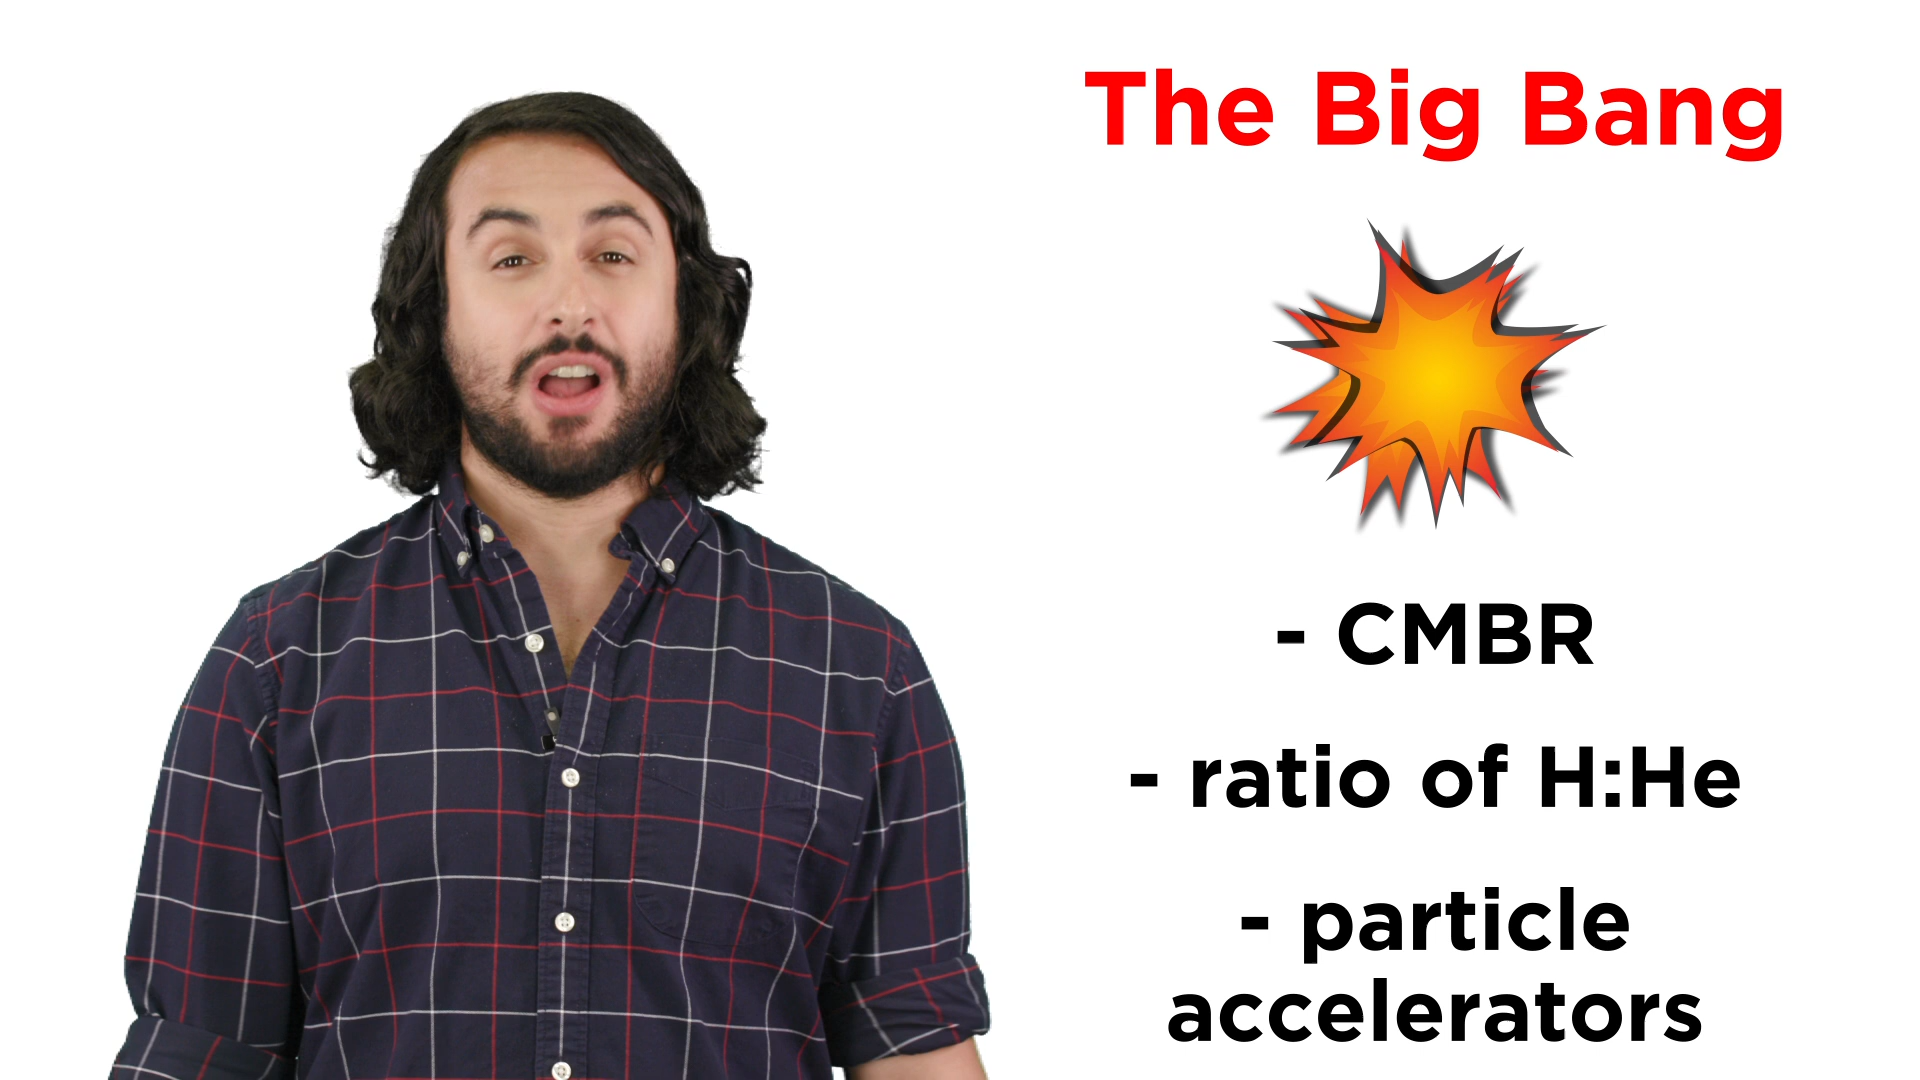 The Big Bang
- CMBR
- ratio of H:He
- particle
accelerators